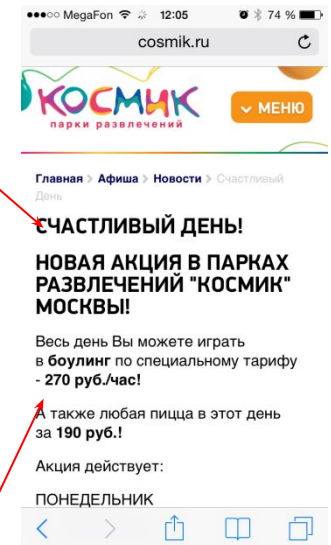 MegaFon 12:05 74 %
cosmik.ru
КОСМИК
парки развлечений
МЕНЮ
Главная > Афиша > Новости > Счастливый
День
СЧАСТЛИВЫЙ ДЕНЬ!
НОВАЯ АКЦИЯ В ПАРКАХ
РАЗВЛЕЧЕНИЙ "КОСМИК"
МОСКВЫ!
Весь день Вы можете играть
в боулинг по специальному тарифу
- 270 руб./час!
А также любая пицца в этот день
за 190 руб.!
Акция действует:
ПОНЕДЕЛЬНИК